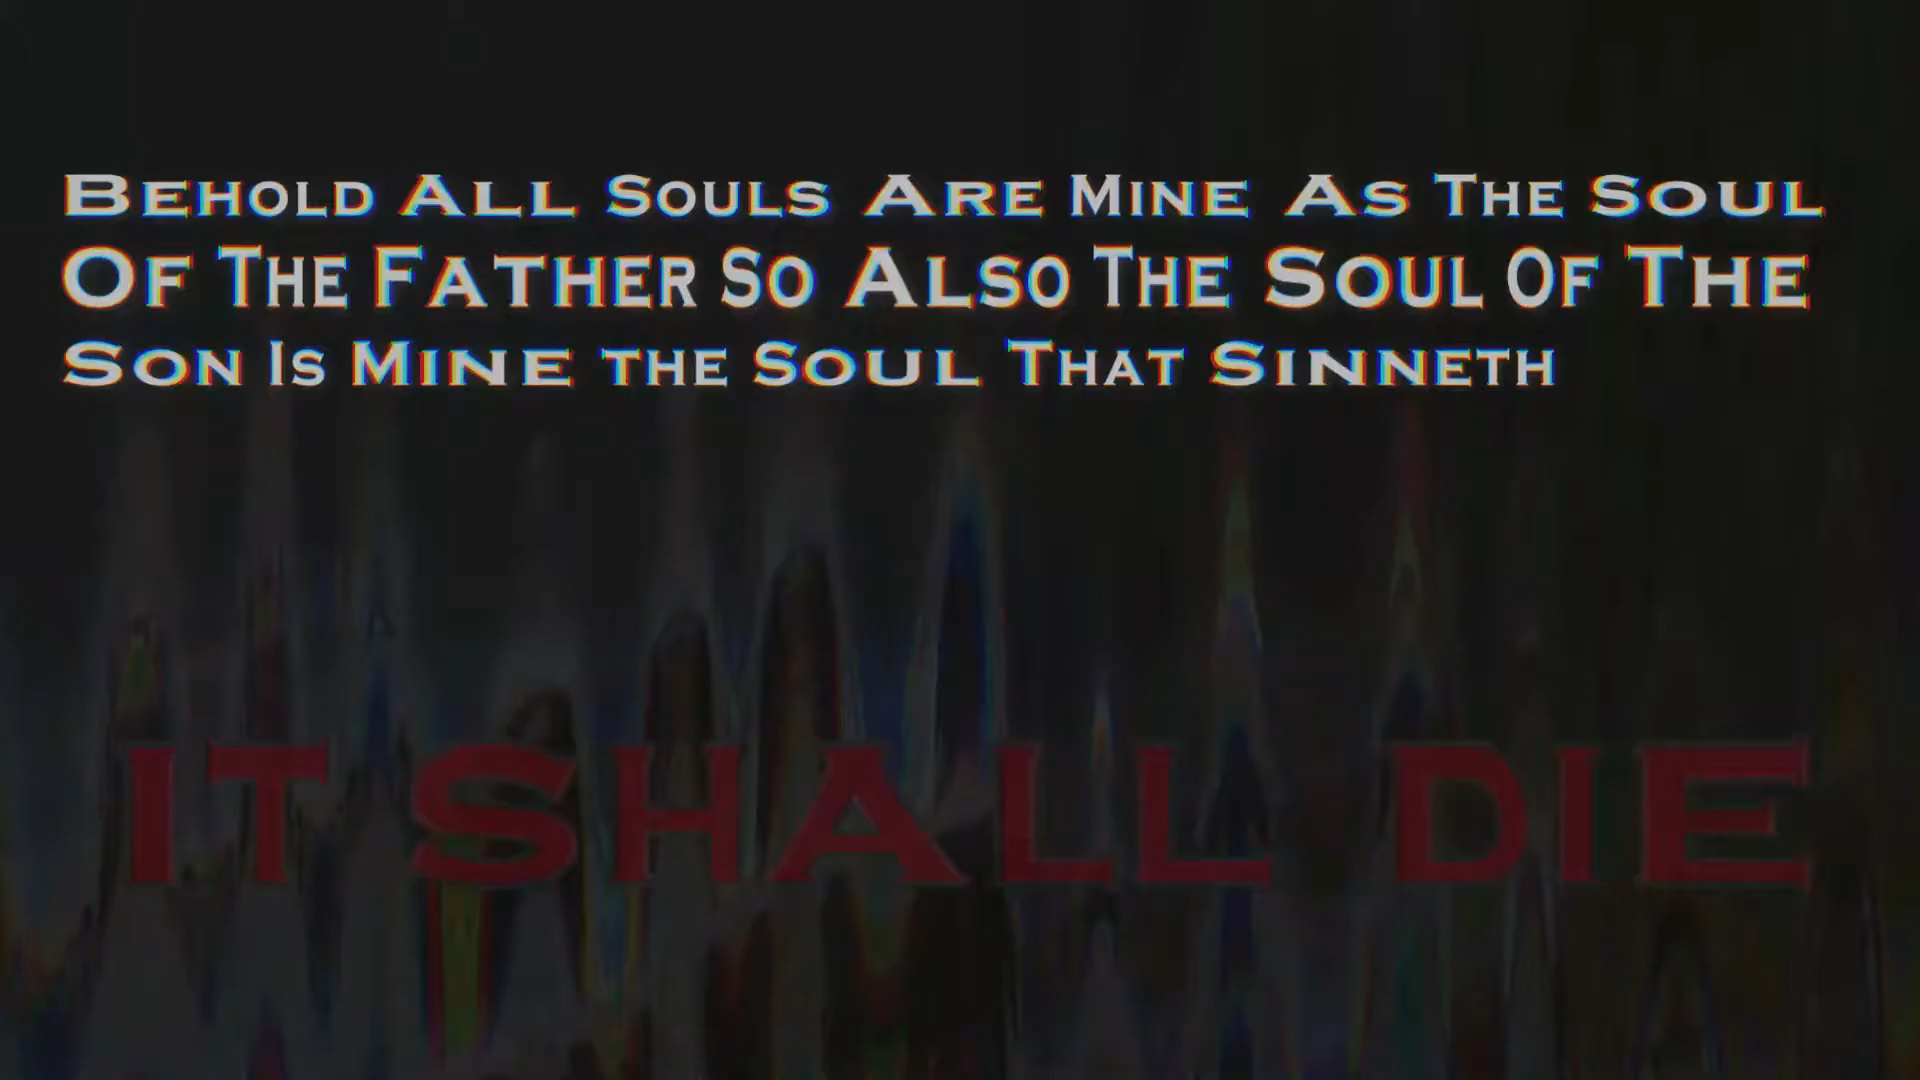 Behold All Souls Are Mine As The Soul
Of The Father So Also The Soul Of The
Son Is Mine the Soul That Sinneth
IT SHALL DIE